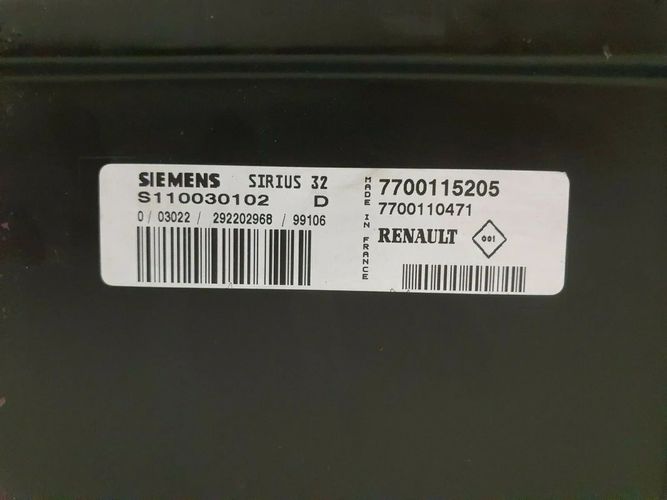 SIEMENS SIRIUS 32
S110030102 D
0 / 03022 / 292202968 / 99106
MADE IN FRANCE
7700115205
7700110471
RENAULT 001